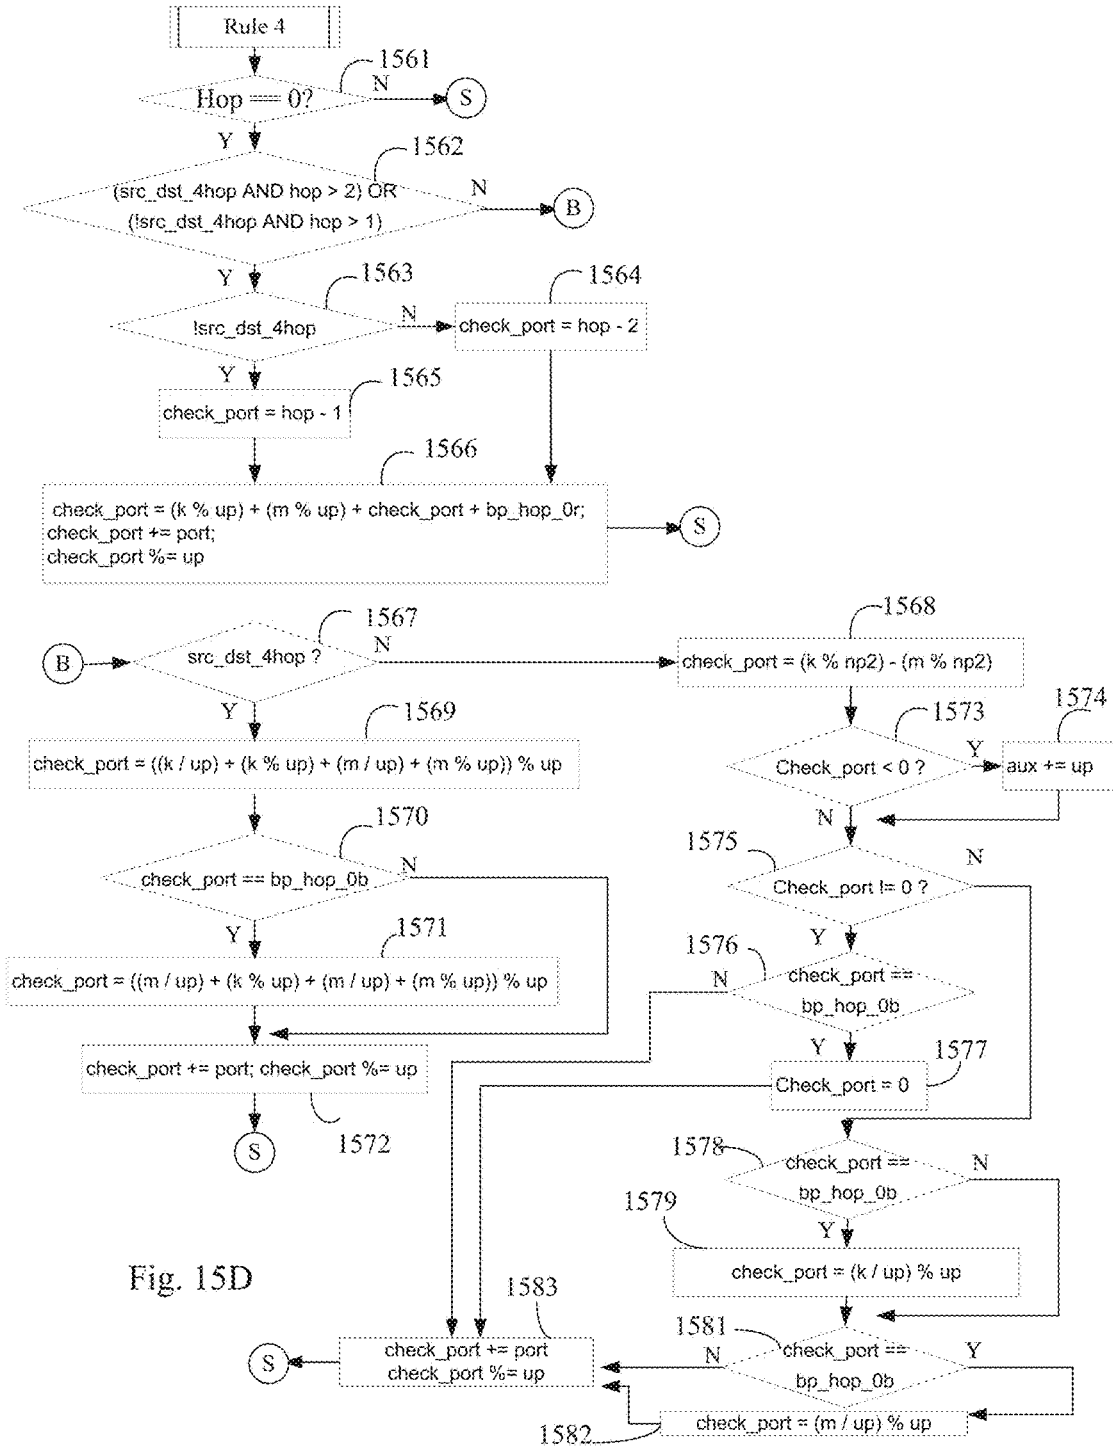 Rule 4
1561
Hop == 0?
N
S
Y
1562
(src_dst_4hop AND hop > 2) OR
(!src_dst_4hop AND hop > 1)
N
B
Y
1563
!src_dst_4hop
N
1564
check_port = hop - 2
Y
1565
check_port = hop - 1
1566
check_port = (k % up) + (m % up) + check_port + bp_hop_0r;
check_port += port;
check_port %= up
S
B
1567
src_dst_4hop ?
N
1568
check_port = (k % np2) - (m % np2)
Y
1569
check_port = ((k / up) + (k % up) + (m / up) + (m % up)) % up
1570
check_port == bp_hop_0b
N
Y
1571
check_port = ((m / up) + (k % up) + (m / up) + (m % up)) % up
check_port += port; check_port %= up
1572
S
1573
Check_port < 0 ?
Y
1574
aux += up
N
1575
Check_port != 0 ?
N
Y
1576
check_port ==
bp_hop_0b
N
Y
1577
Check_port = 0
1578
check_port ==
bp_hop_0b
N
Y
1579
check_port = (k / up) % up
1581
check_port ==
bp_hop_0b
N
Y
1582
check_port = (m / up) % up
1583
check_port += port
check_port %= up
S
Fig. 15D